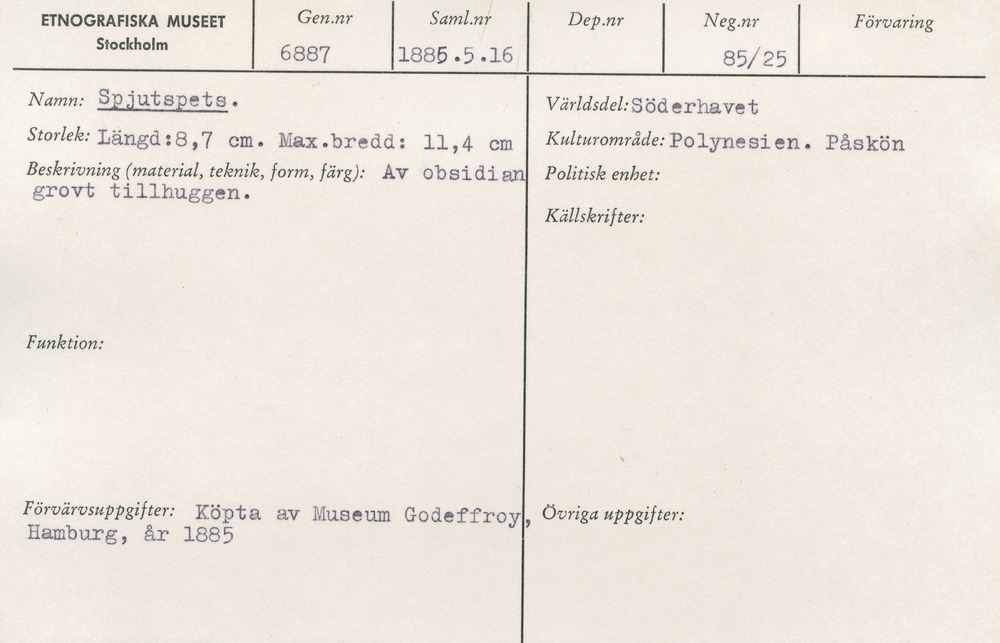 ETNOGRAFISKA MUSEET
Stockholm
Gen.nr
6887
Saml.nr
1885.5.16
Dep.nr
Neg.nr
85/25
Förvaring
Namn: Spjutspets.
Storlek: Längd:8,7 cm. Max.bredd: 11,4 cm
Beskrivning (material, teknik, form, färg): Av obsidian
grovt tillhuggen.
Funktion:
Förvärvsuppgifter: Köpta av Museum Godeffroy,
Hamburg, år 1885
Världsdel: Söderhavet
Kulturområde: Polynesien. Påskön
Politisk enhet:
Källskrifter:
Övriga uppgifter: